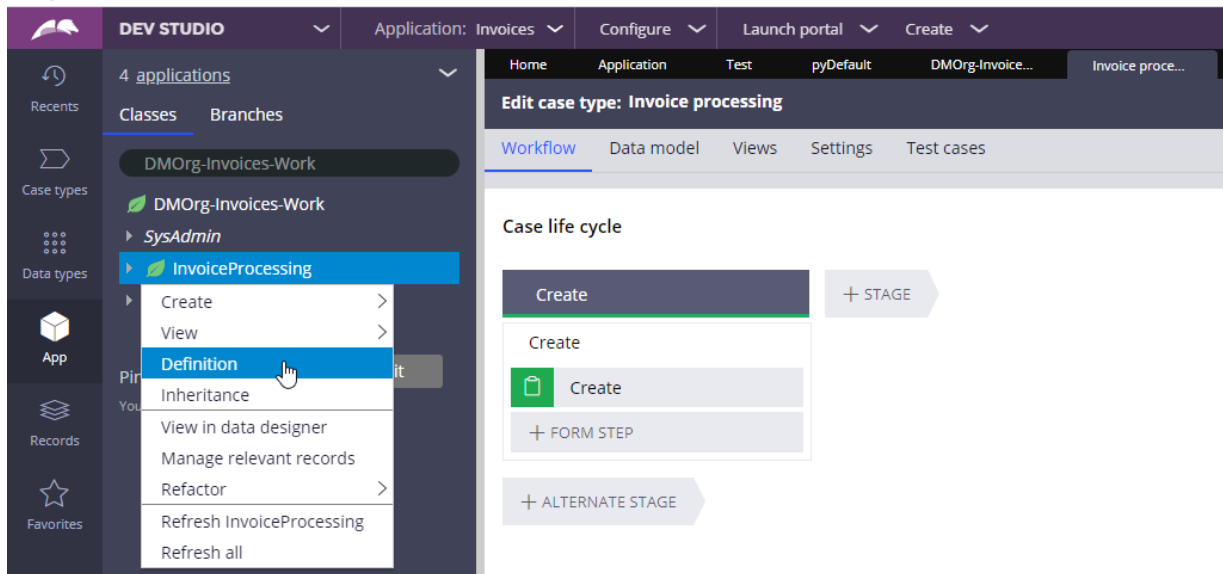 DEV STUDIO
Application: Invoices
Configure
Launch portal
Create
Recents
Case types
Data types
App
Records
Favorites
4 applications
Classes Branches
DMOrg-Invoices-Work
DMOrg-Invoices-Work
SysAdmin
InvoiceProcessing
Create
View
Definition
Inheritance
View in data designer
Manage relevant records
Refactor
Refresh InvoiceProcessing
Refresh all
Home Application Test pyDefault DMOrg-Invoice... Invoice proce...
Edit case type: Invoice processing
Workflow Data model Views Settings Test cases
Case life cycle
Create
+ STAGE
Create
Create
+ FORM STEP
+ ALTERNATE STAGE